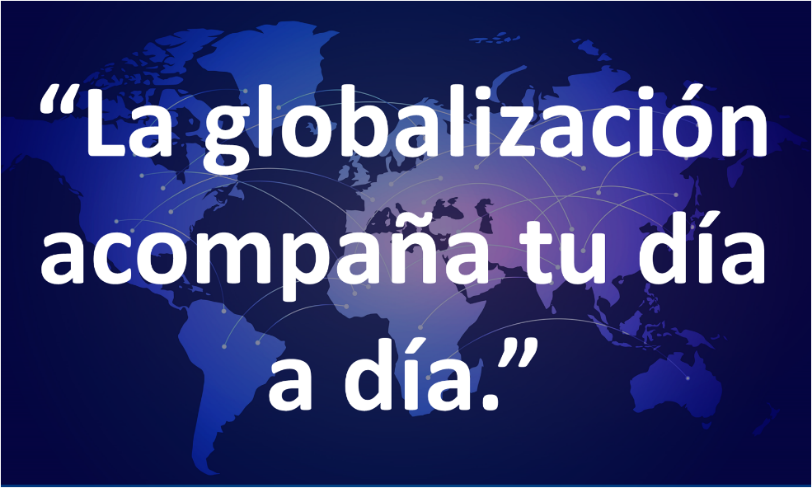 “La globalización
acompaña tu día
a día.”